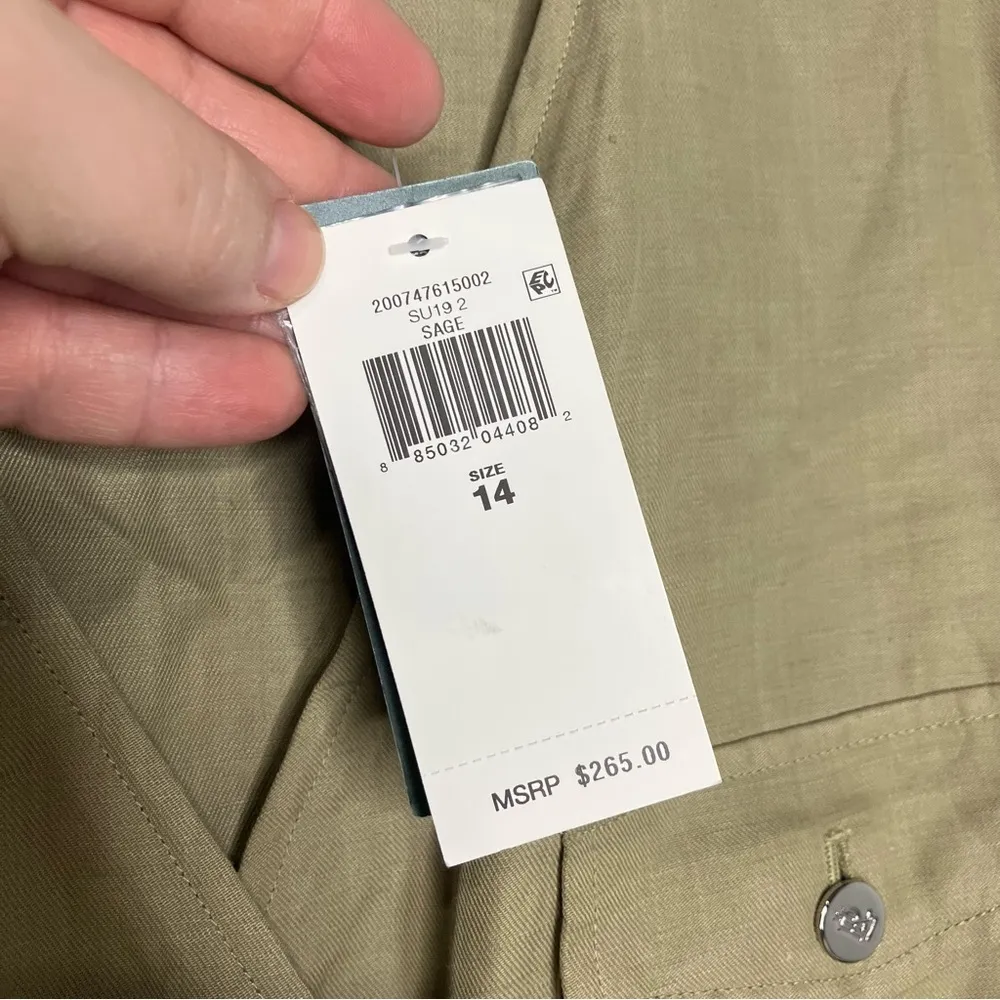 200747615002
SU19 2
SAGE
8 85032 04408 2
SIZE
14
MSRP $265.00